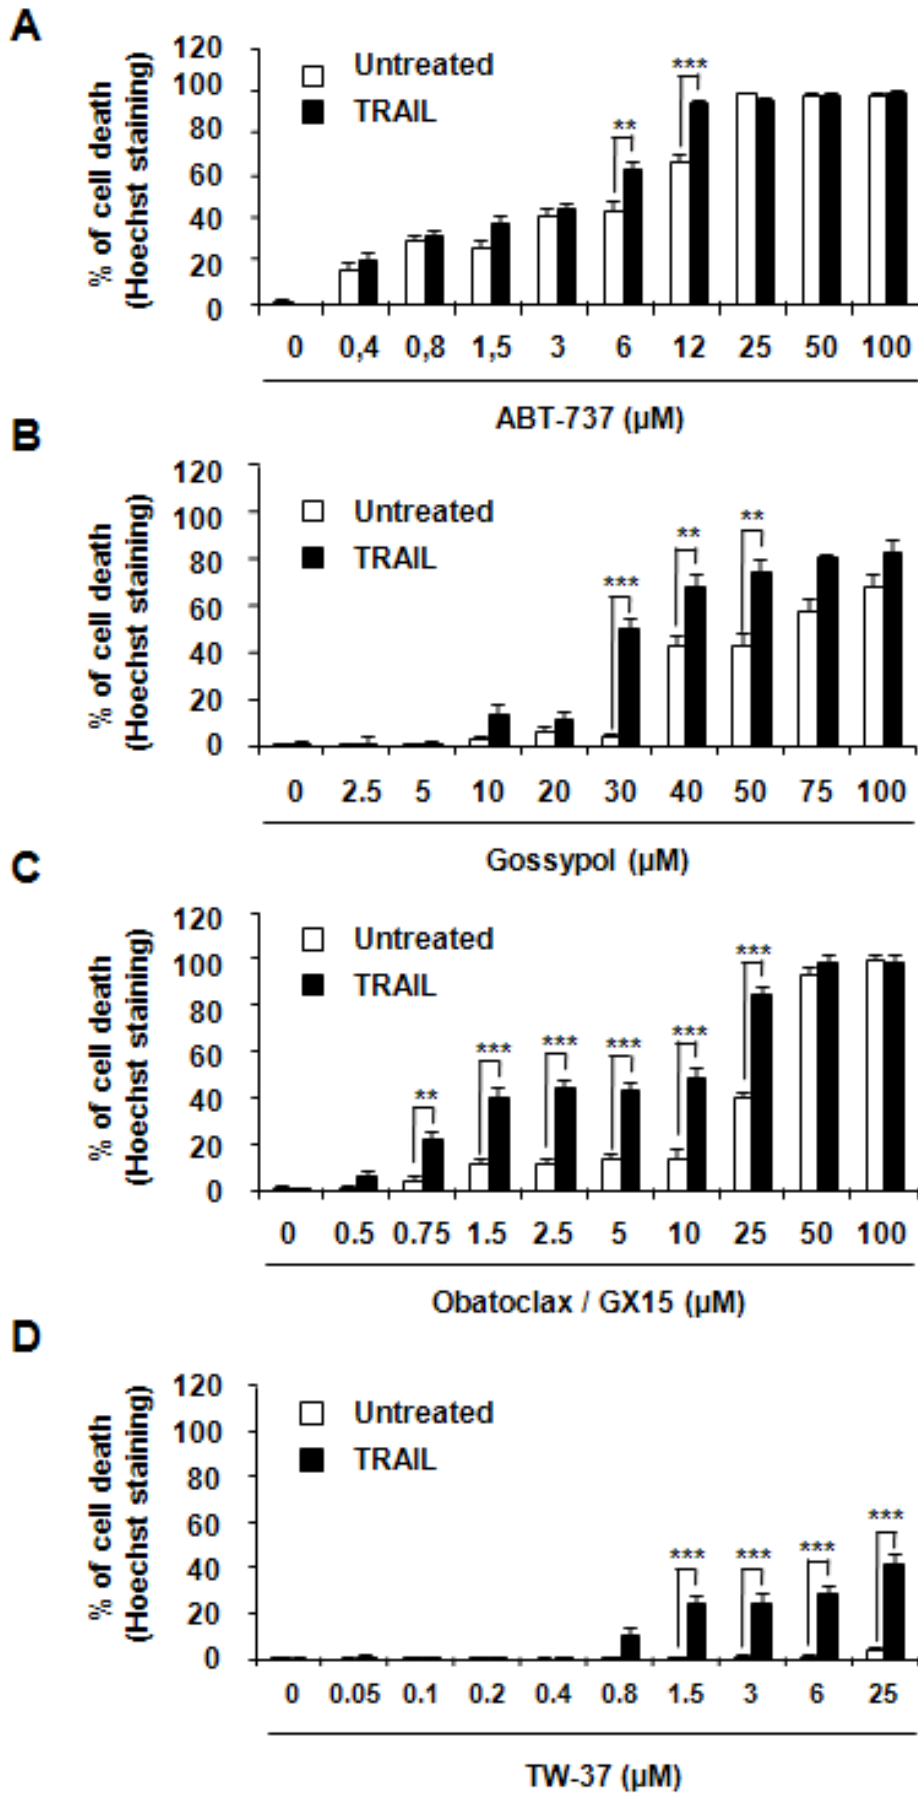 A
% of cell death
(Hoechst staining)
120
100
80
60
40
20
0
Untreated
TRAIL
**
***
0 0,4 0,8 1,5 3 6 12 25 50 100
ABT-737 (µM)
B
% of cell death
(Hoechst staining)
120
100
80
60
40
20
0
Untreated
TRAIL
***
**
**
0 2.5 5 10 20 30 40 50 75 100
Gossypol (µM)
C
% of cell death
(Hoechst staining)
120
100
80
60
40
20
0
Untreated
TRAIL
**
***
***
***
***
***
0 0.5 0.75 1.5 2.5 5 10 25 50 100
Obatoclax / GX15 (µM)
D
% of cell death
(Hoechst staining)
120
100
80
60
40
20
0
Untreated
TRAIL
***
***
***
***
0 0.05 0.1 0.2 0.4 0.8 1.5 3 6 25
TW-37 (µM)